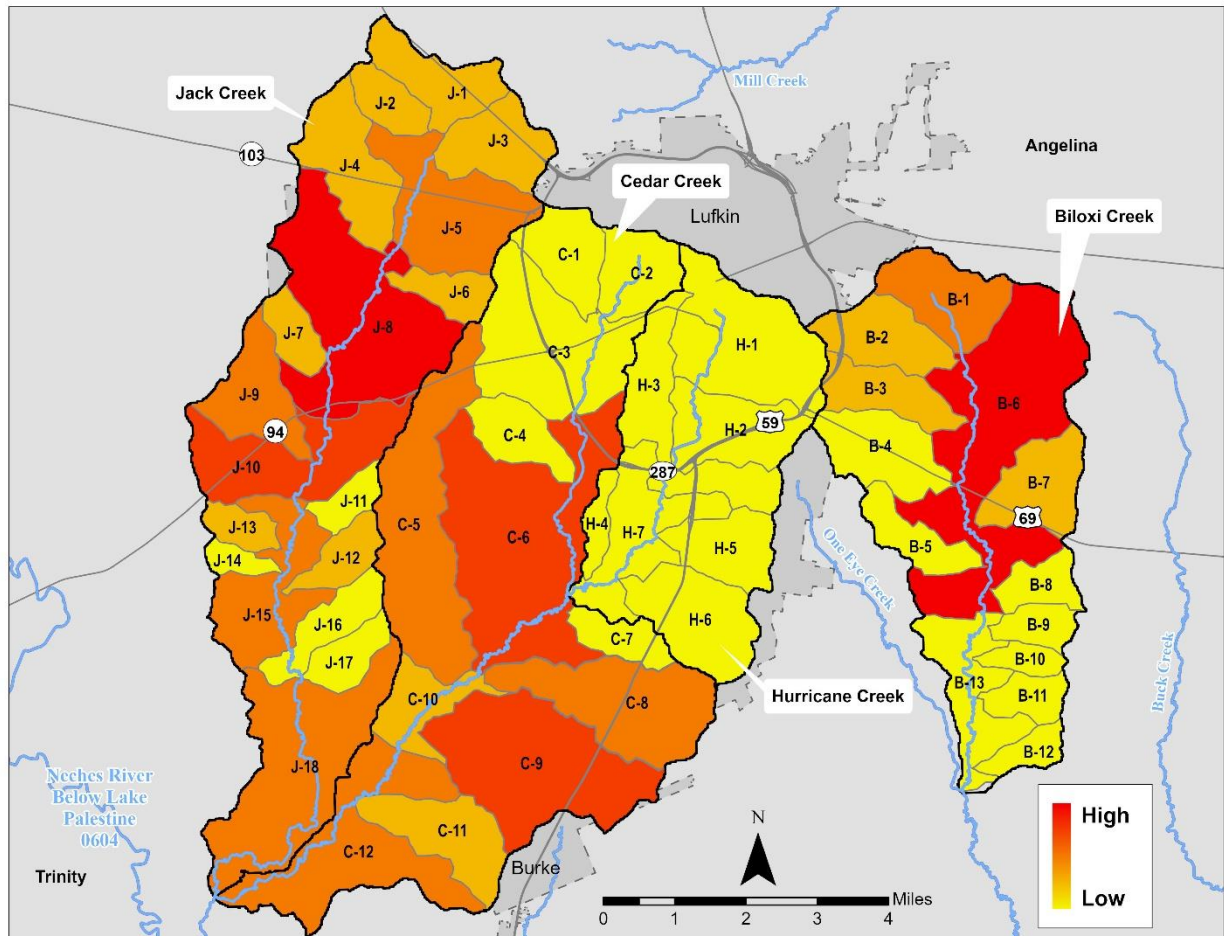 Mill Creek
Jack Creek
J-1
J-2
J-3
103
J-4
Angelina
Cedar Creek
Lufkin
Biloxi Creek
J-5
C-1
C-2
J-6
B-1
J-7
J-8
C-3
H-1
B-2
H-3
B-3
J-9
B-6
94
C-4
H-2
59
B-4
J-10
287
B-7
J-11
69
J-13
C-5
C-6
H-4
H-7
H-5
B-5
J-14
J-12
One Eye Creek
B-8
J-15
J-16
H-6
B-9
C-7
J-17
B-10
Buck Creek
C-10
C-8
Hurricane Creek
B-13
B-11
B-12
J-18
C-9
Neches River
Below Lake
Palestine
0604
High
N
C-11
C-12
Burke
Trinity
Low
Miles
0 1 2 3 4